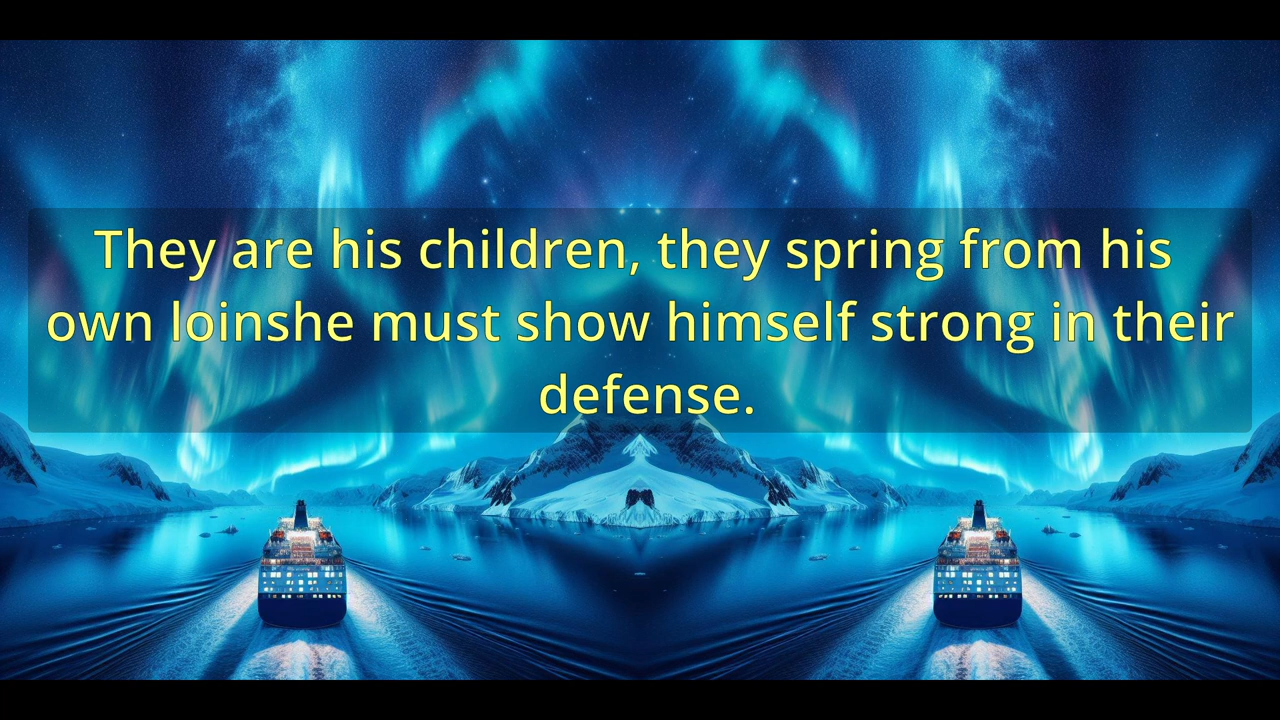 They are his children, they spring from his
own loinshe must show himself strong in their
defense.